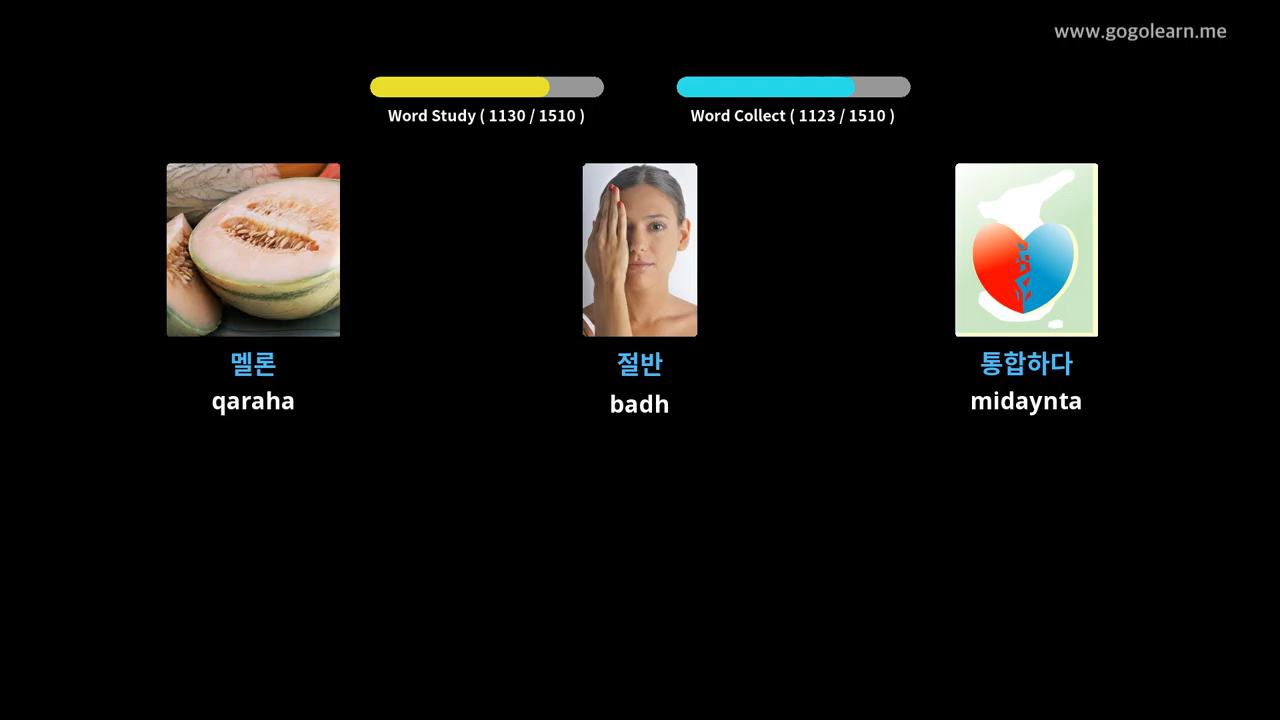 www.gogolearn.me
Word Study ( 1130 / 1510 )
Word Collect ( 1123 / 1510 )
멜론
qaraha
절반
badh
통합하다
midaynta